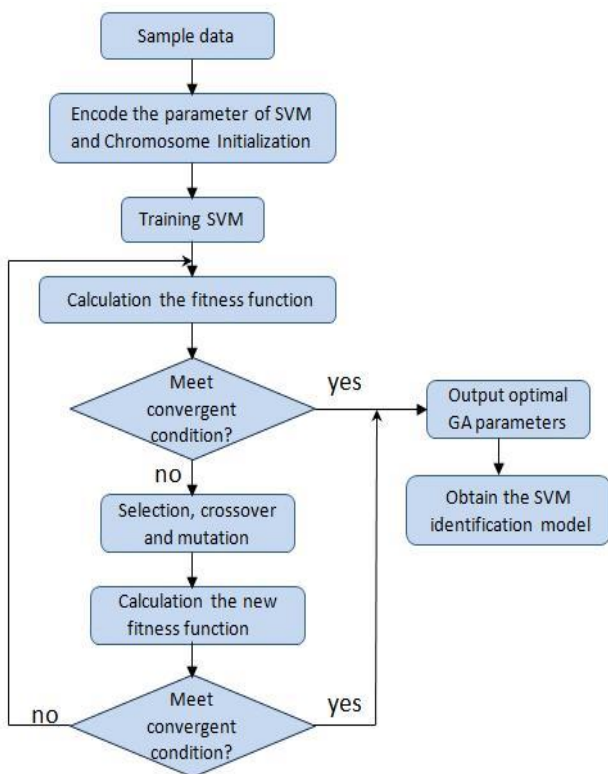 Sample data
Encode the parameter of SVM
and Chromosome Initialization
Training SVM
Calculation the fitness function
Meet
convergent
condition?
yes
Output optimal
GA parameters
no
Selection, crossover
and mutation
Obtain the SVM
identification model
Calculation the new
fitness function
Meet
convergent
condition?
no
yes